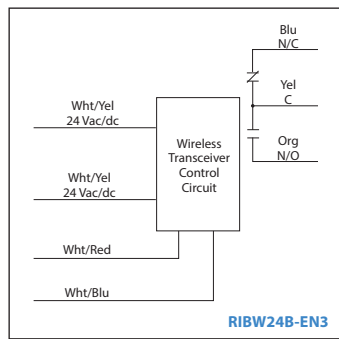 Blu
N/C
Yel
C
Org
N/O
Wht/Yel
24 Vac/dc
Wireless
Transceiver
Control
Circuit
Wht/Yel
24 Vac/dc
Wht/Red
Wht/Blu
RIBW24B-EN3